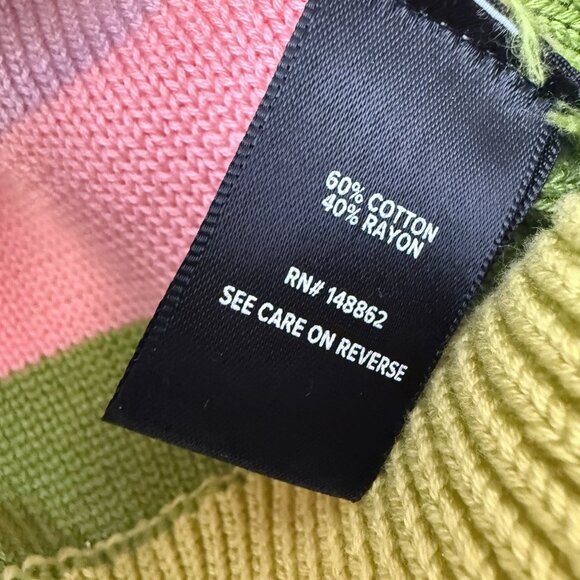 60% COTTON
40% RAYON
RN# 148862
SEE CARE ON REVERSE